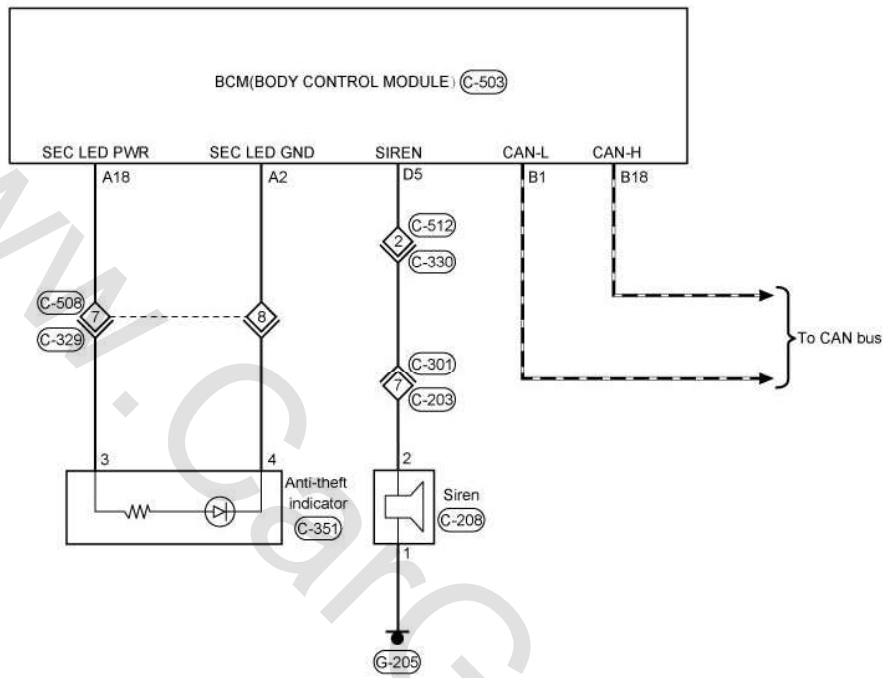 BCM(BODY CONTROL MODULE) C-503
SEC LED PWR SEC LED GND SIREN CAN-L CAN-H
A18 A2 D5 B1 B18
C-512
2
C-330
C-508
7 8
C-329
To CAN bus
C-301
7
C-203
3 4 2
Anti-theft
indicator
C-351
Siren
C-208
1
G-205
w.CarG